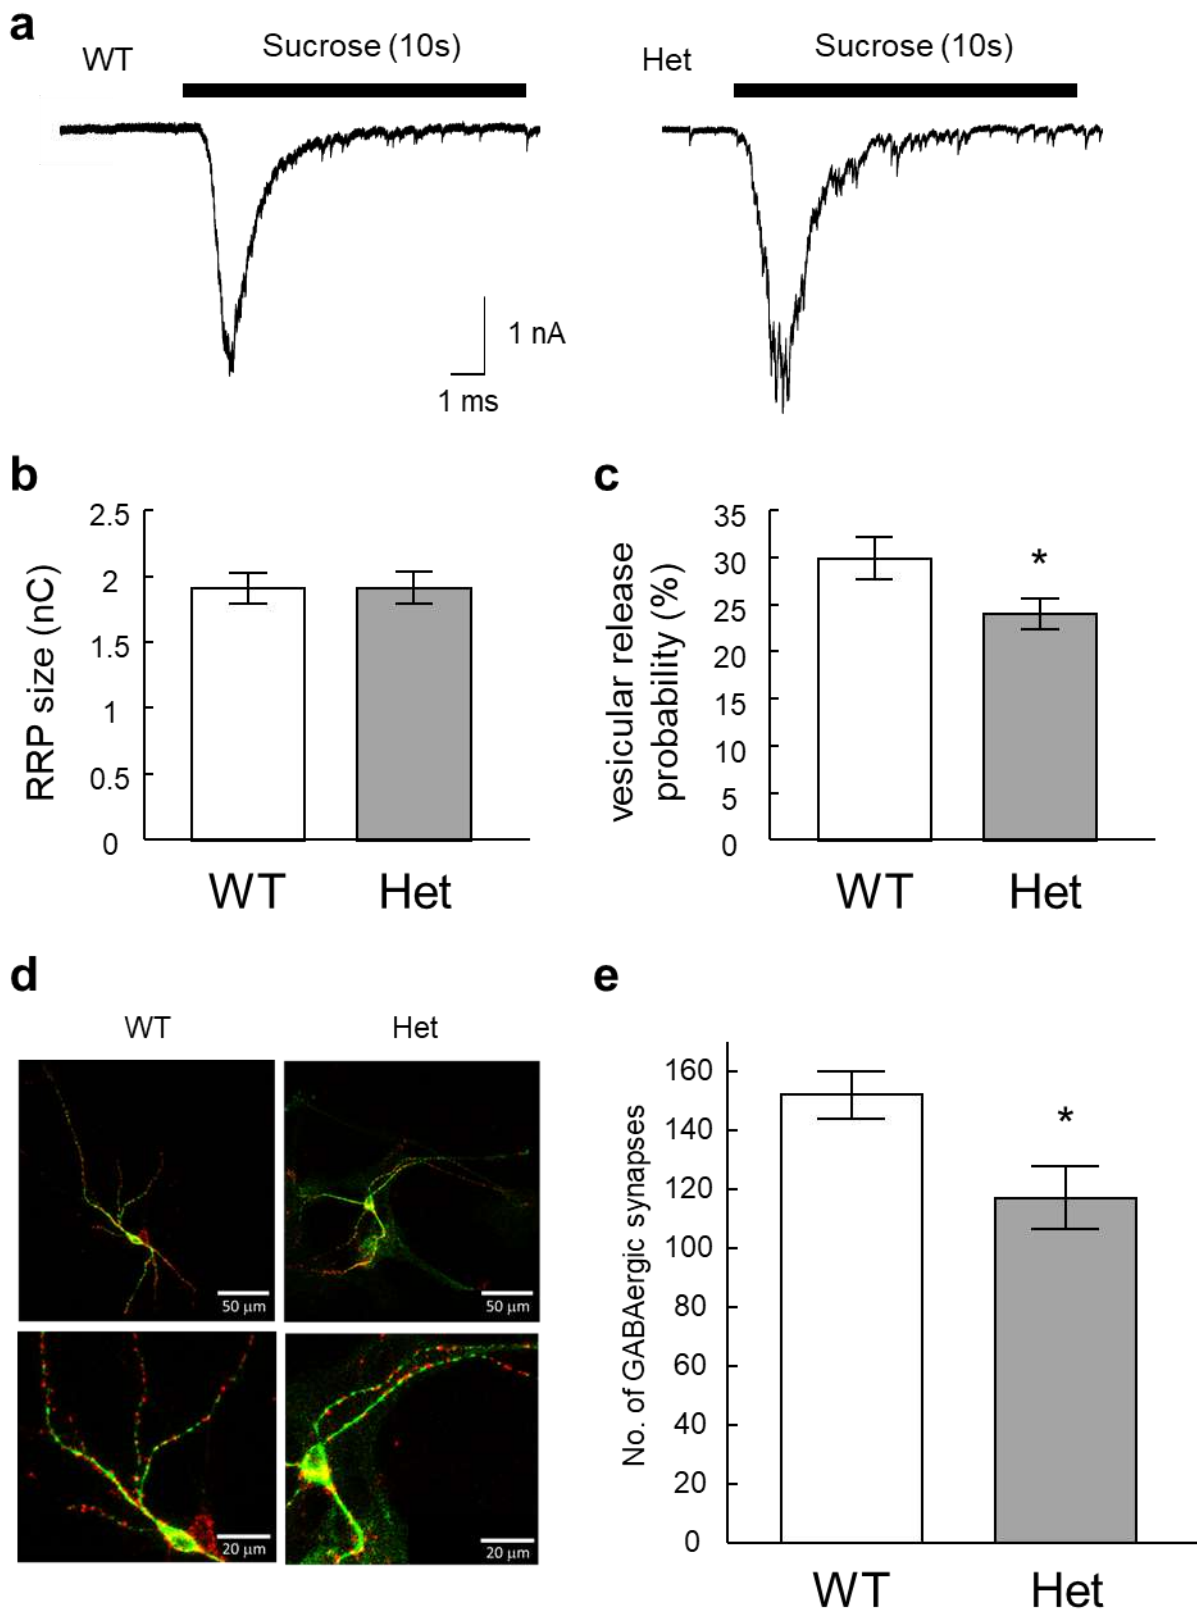 a
WT
Sucrose (10s)
Het
Sucrose (10s)
1 nA
1 ms
b
RRP size (nC)
2.5
2
1.5
1
0.5
0
WT
Het
c
vesicular release
probability (%)
35
30
25
20
15
10
5
0
*
WT
Het
d
WT
Het
50 μm
50 μm
20 μm
20 μm
e
No. of GABAergic synapses
160
140
120
100
80
60
40
20
0
*
WT
Het